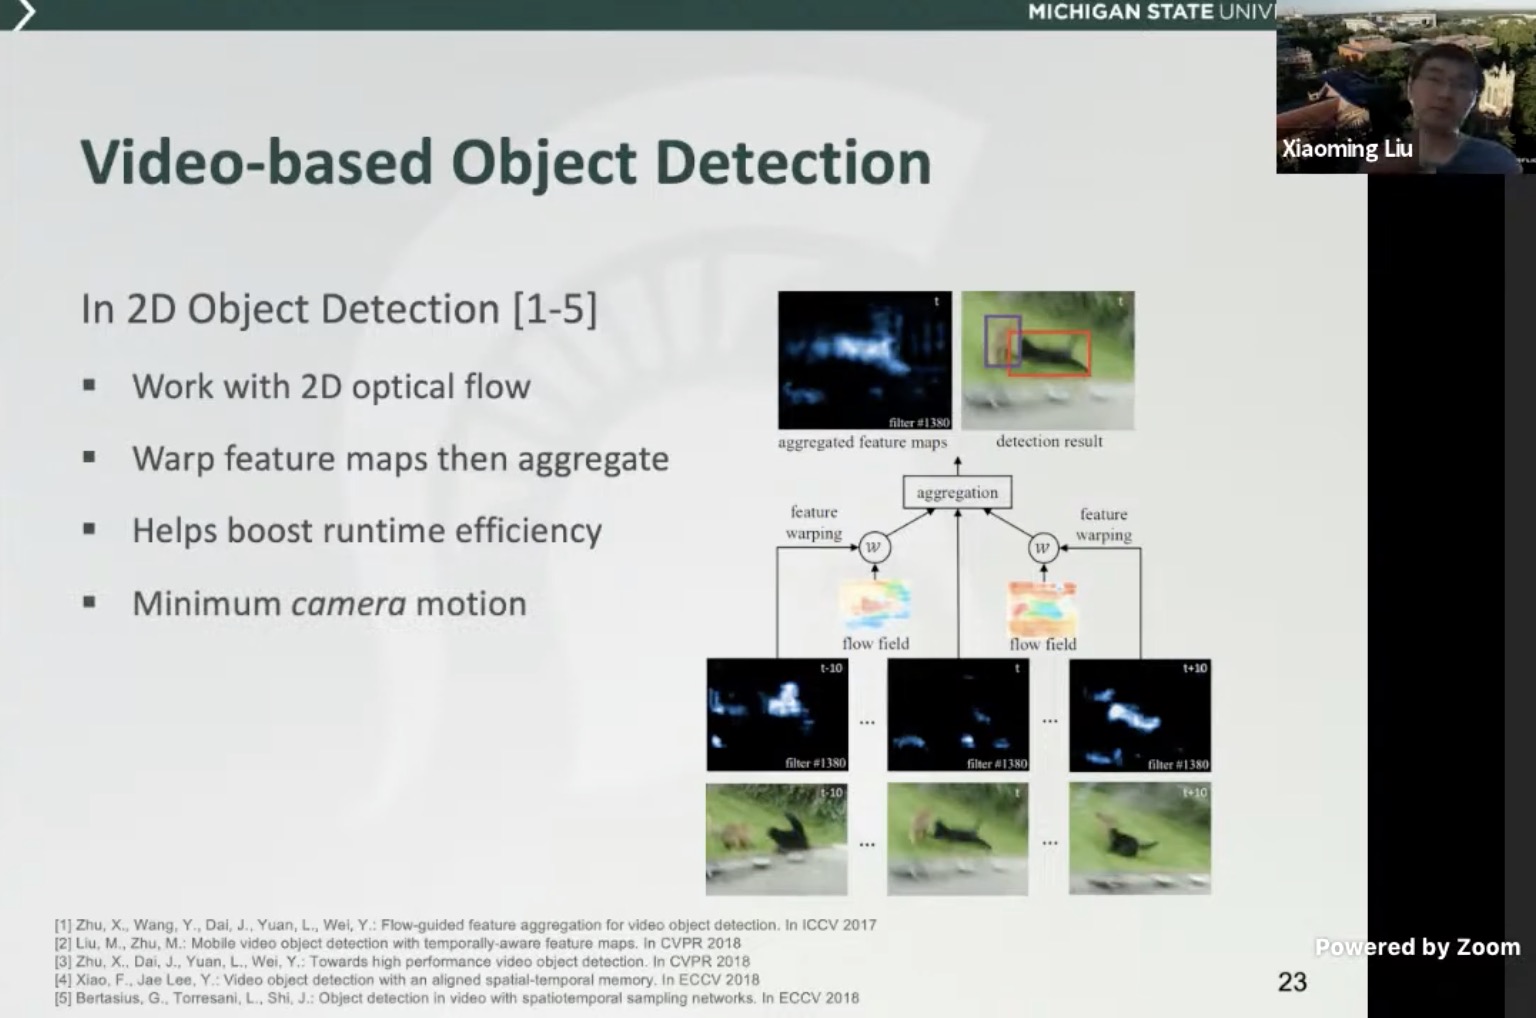 MICHIGAN STATE UNIV
Xiaoming Liu
Video-based Object Detection
In 2D Object Detection [1-5]
▪ Work with 2D optical flow
▪ Warp feature maps then aggregate
▪ Helps boost runtime efficiency
▪ Minimum camera motion
t
filter #1380
t
aggregated feature maps
detection result
aggregation
feature
warping
feature
warping
w
w
flow field
flow field
t-10
filter #1380
...
t
filter #1380
...
t+10
filter #1380
t-10
...
t
...
t+10
[1] Zhu, X., Wang, Y., Dai, J., Yuan, L., Wei, Y.: Flow-guided feature aggregation for video object detection. In ICCV 2017
[2] Liu, M., Zhu, M.: Mobile video object detection with temporally-aware feature maps. In CVPR 2018
[3] Zhu, X., Dai, J., Yuan, L., Wei, Y.: Towards high performance video object detection. In CVPR 2018
[4] Xiao, F., Jae Lee, Y.: Video object detection with an aligned spatial-temporal memory. In ECCV 2018
[5] Bertasius, G., Torresani, L., Shi, J.: Object detection in video with spatiotemporal sampling networks. In ECCV 2018
Powered by Zoom
23